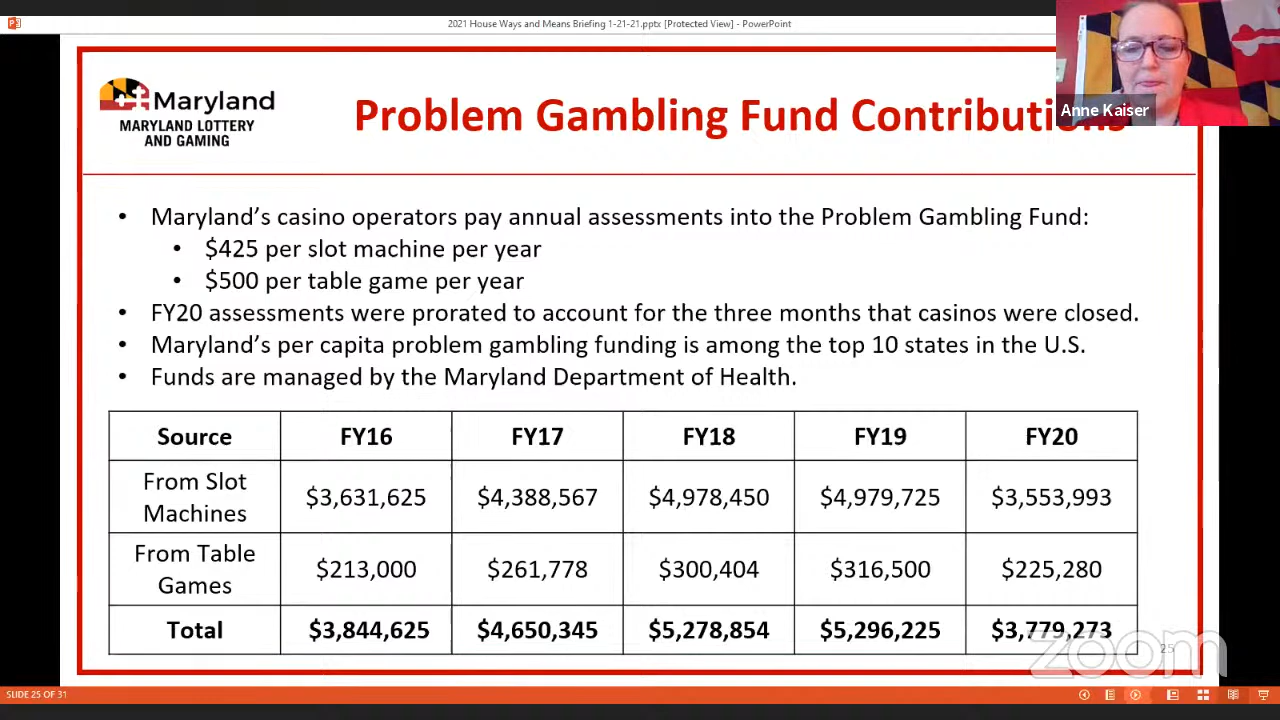 2021 House Ways and Means Briefing 1-21-21.pptx [Protected View] - PowerPoint
Maryland
MARYLAND LOTTERY
AND GAMING
Problem Gambling Fund Contributions
Anne Kaiser
• Maryland's casino operators pay annual assessments into the Problem Gambling Fund:
• $425 per slot machine per year
• $500 per table game per year
• FY20 assessments were prorated to account for the three months that casinos were closed.
• Maryland's per capita problem gambling funding is among the top 10 states in the U.S.
• Funds are managed by the Maryland Department of Health.
Source FY16 FY17 FY18 FY19 FY20
From Slot Machines $3,631,625 $4,388,567 $4,978,450 $4,979,725 $3,553,993
From Table Games $213,000 $261,778 $300,404 $316,500 $225,280
Total $3,844,625 $4,650,345 $5,278,854 $5,296,225 $3,779,273
25
zoom
SLIDE 25 OF 31